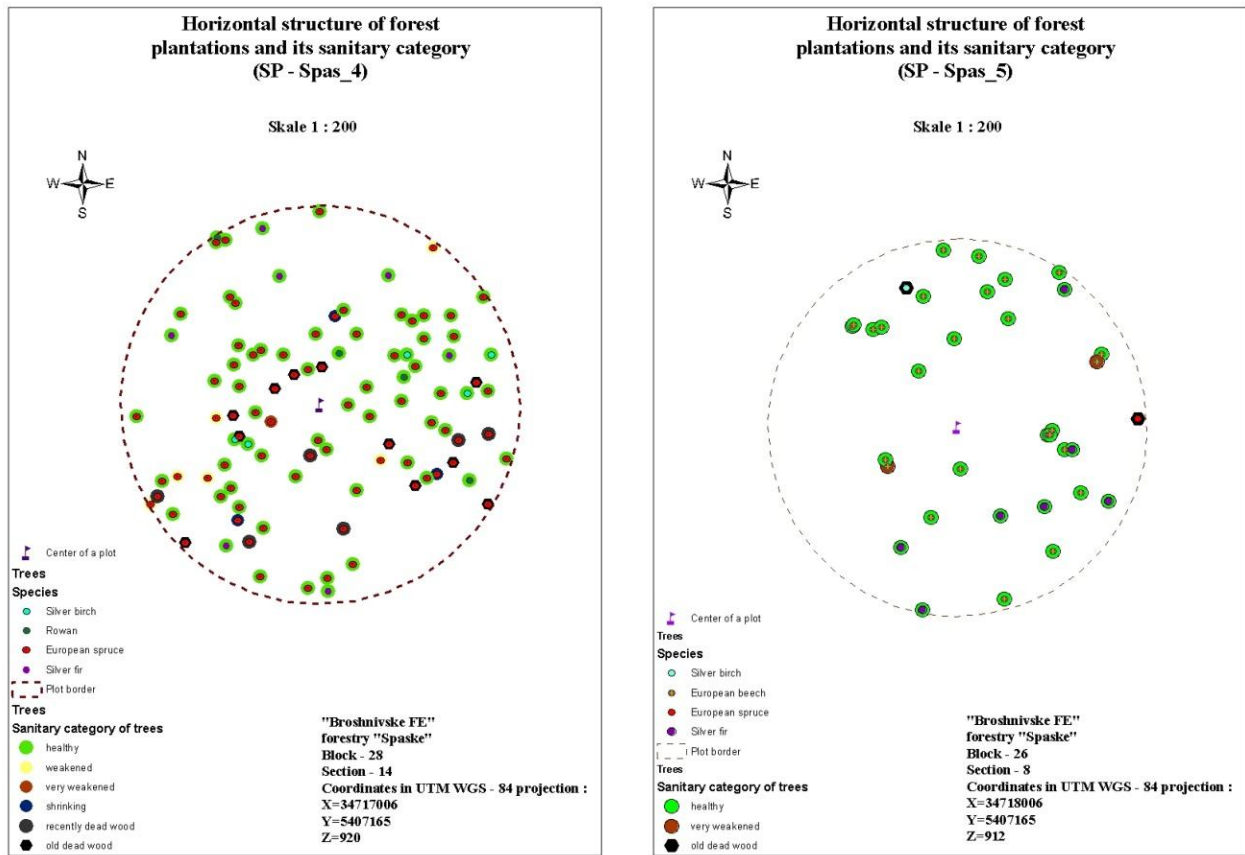 Horizontal structure of forest
plantations and its sanitary category
(SP - Spas_4)
Skale 1 : 200
N
W
E
S
Center of a plot
Trees
Species
Silver birch
Rowan
European spruce
Silver fir
Plot border
Trees
Sanitary category of trees
healthy
weakened
very weakened
shrinking
recently dead wood
old dead wood
"Broshnivske FE"
forestry "Spaske"
Block - 28
Section - 14
Coordinates in UTM WGS - 84 projection :
X=34717006
Y=5407165
Z=920
Horizontal structure of forest
plantations and its sanitary category
(SP - Spas_5)
Skale 1 : 200
N
W
E
S
Center of a plot
Trees
Species
Silver birch
European beech
European spruce
Silver fir
Plot border
Trees
Sanitary category of trees
healthy
very weakened
old dead wood
"Broshnivske FE"
forestry "Spaske"
Block - 26
Section - 8
Coordinates in UTM WGS - 84 projection :
X=34718006
Y=5407165
Z=912